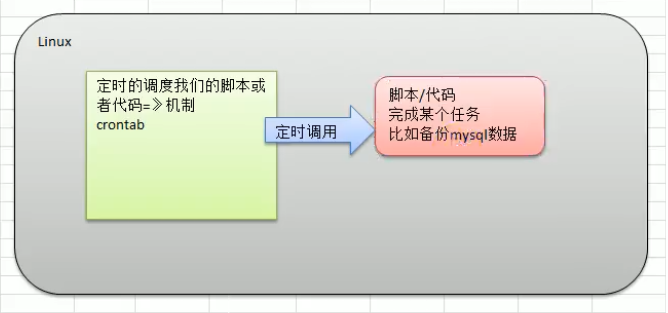 Linux
定时的调度我们的脚本或
者代码=》机制
crontab
定时调用
脚本/代码
完成某个任务
比如备份mysql数据